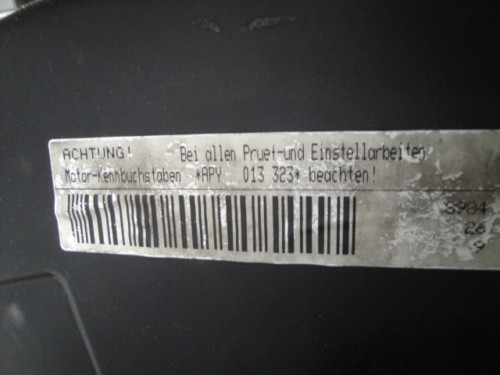 ACHTUNG! Bei allen Pruef-und Einstellarbeiten
Motor-Kennbuchstaben *APY 013 323* beachten!
8904
26
9